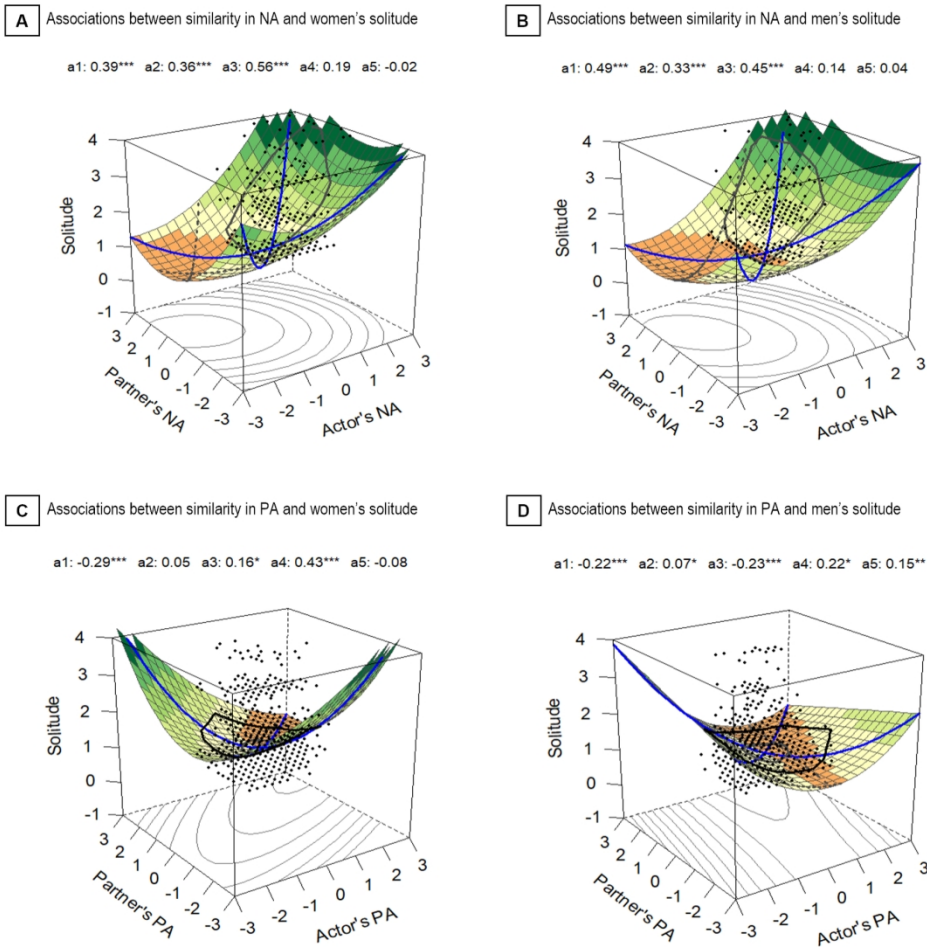 A Associations between similarity in NA and women's solitude
a1: 0.39*** a2: 0.36*** a3: 0.56*** a4: 0.19 a5: -0.02
4
3
2
1
0
-1
Solitude
3 2 1 0 -1 -2 -3
Partner's NA
-3 -2 -1 0 1 2 3
Actor's NA
B Associations between similarity in NA and men's solitude
a1: 0.49*** a2: 0.33*** a3: 0.45*** a4: 0.14 a5: 0.04
4
3
2
1
0
-1
Solitude
3 2 1 0 -1 -2 -3
Partner's NA
-3 -2 -1 0 1 2 3
Actor's NA
C Associations between similarity in PA and women's solitude
a1: -0.29*** a2: 0.05 a3: 0.16* a4: 0.43*** a5: -0.08
4
3
2
1
0
-1
Solitude
3 2 1 0 -1 -2 -3
Partner's PA
-3 -2 -1 0 1 2 3
Actor's PA
D Associations between similarity in PA and men's solitude
a1: -0.22*** a2: 0.07* a3: -0.23*** a4: 0.22* a5: 0.15**
4
3
2
1
0
-1
Solitude
3 2 1 0 -1 -2 -3
Partner's PA
-3 -2 -1 0 1 2 3
Actor's PA